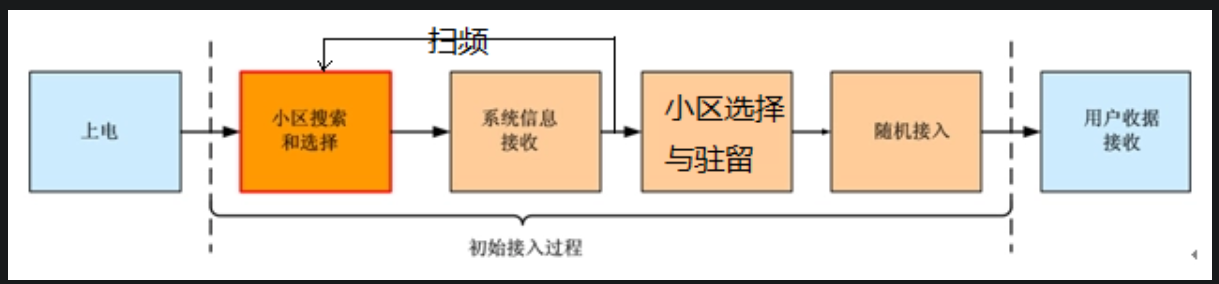 扫频
上电
小区搜索
和选择
系统信息
接收
小区选择
与驻留
随机接入
用户收据
接收
初始接入过程